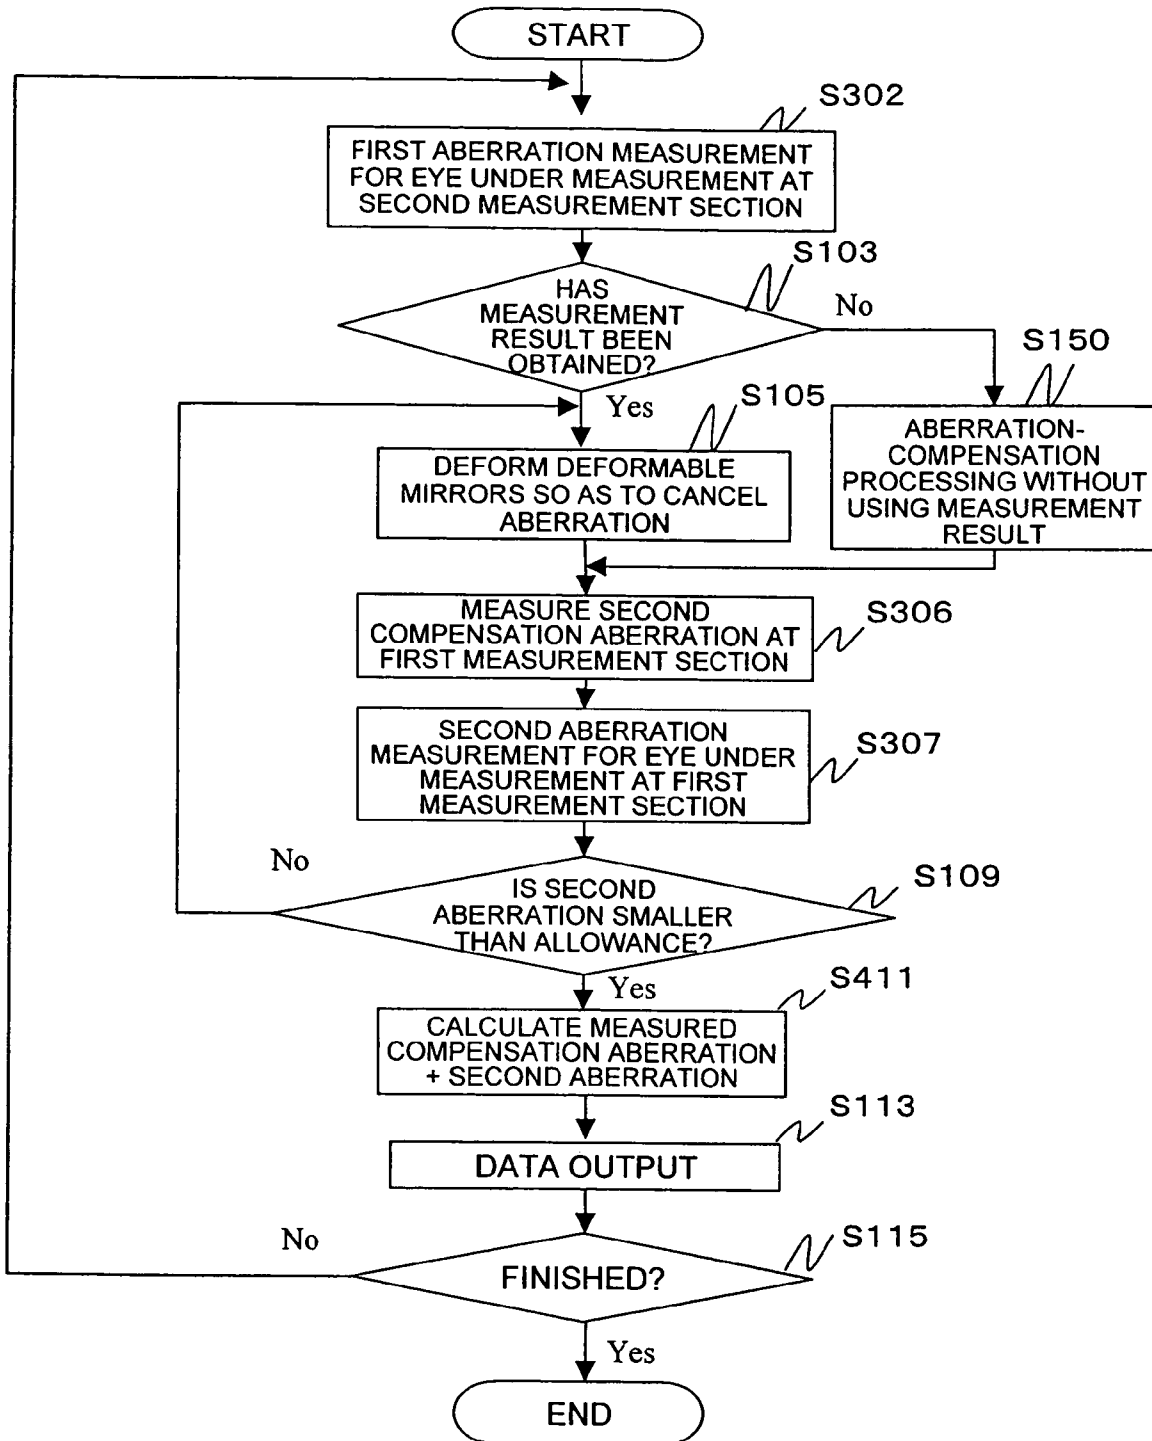 START
S302
FIRST ABERRATION MEASUREMENT
FOR EYE UNDER MEASUREMENT AT
SECOND MEASUREMENT SECTION
S103
HAS
MEASUREMENT
RESULT BEEN
OBTAINED?
No
Yes
S150
ABERRATION-
COMPENSATION
PROCESSING WITHOUT
USING MEASUREMENT
RESULT
S105
DEFORM DEFORMABLE
MIRRORS SO AS TO CANCEL
ABERRATION
S306
MEASURE SECOND
COMPENSATION ABERRATION AT
FIRST MEASUREMENT SECTION
S307
SECOND ABERRATION
MEASUREMENT FOR EYE UNDER
MEASUREMENT AT FIRST
MEASUREMENT SECTION
No
S109
IS SECOND
ABERRATION SMALLER
THAN ALLOWANCE?
Yes
S411
CALCULATE MEASURED
COMPENSATION ABERRATION
+ SECOND ABERRATION
S113
DATA OUTPUT
No
S115
FINISHED?
Yes
END